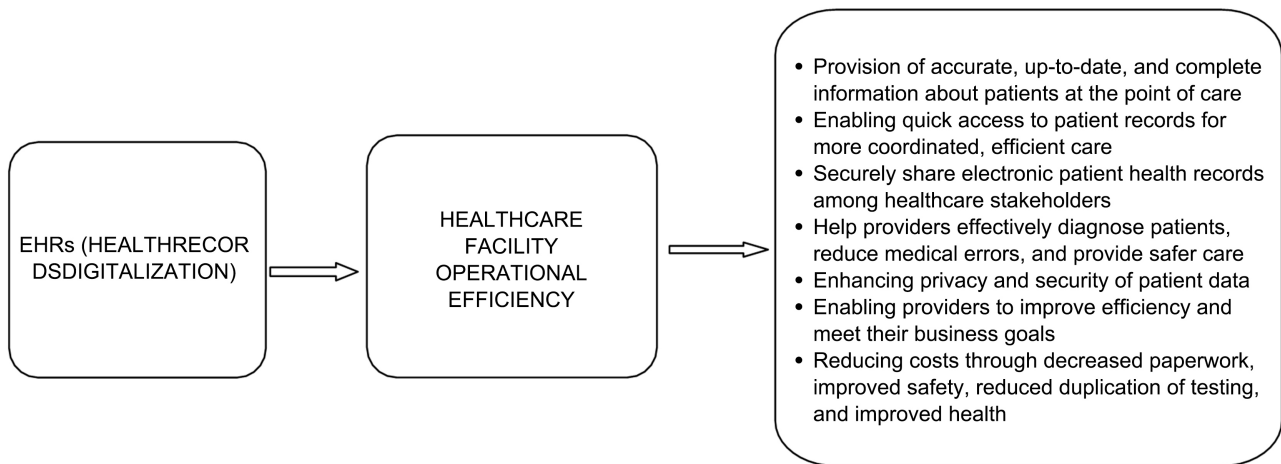 EHRs (HEALTHRECOR
DSDIGITALIZATION)
HEALTHCARE
FACILITY
OPERATIONAL
EFFICIENCY
• Provision of accurate, up-to-date, and complete
information about patients at the point of care
• Enabling quick access to patient records for
more coordinated, efficient care
• Securely share electronic patient health records
among healthcare stakeholders
• Help providers effectively diagnose patients,
reduce medical errors, and provide safer care
• Enhancing privacy and security of patient data
• Enabling providers to improve efficiency and
meet their business goals
• Reducing costs through decreased paperwork,
improved safety, reduced duplication of testing,
and improved health